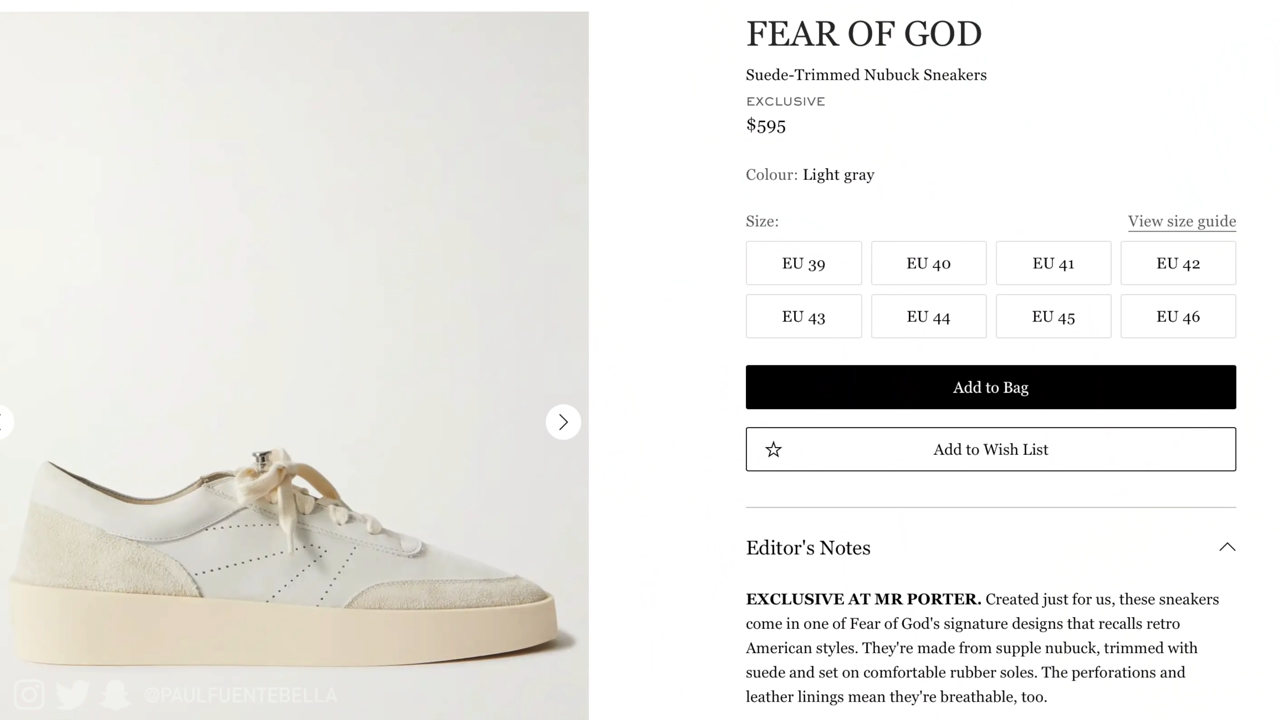 FEAR OF GOD
Suede-Trimmed Nubuck Sneakers
EXCLUSIVE
$595
Colour: Light gray
Size:
View size guide
EU 39
EU 40
EU 41
EU 42
EU 43
EU 44
EU 45
EU 46
Add to Bag
Add to Wish List
Editor's Notes
EXCLUSIVE AT MR PORTER. Created just for us, these sneakers
come in one of Fear of God's signature designs that recalls retro
American styles. They're made from supple nubuck, trimmed with
suede and set on comfortable rubber soles. The perforations and
leather linings mean they're breathable, too.
@PAULFUENTEBELLA